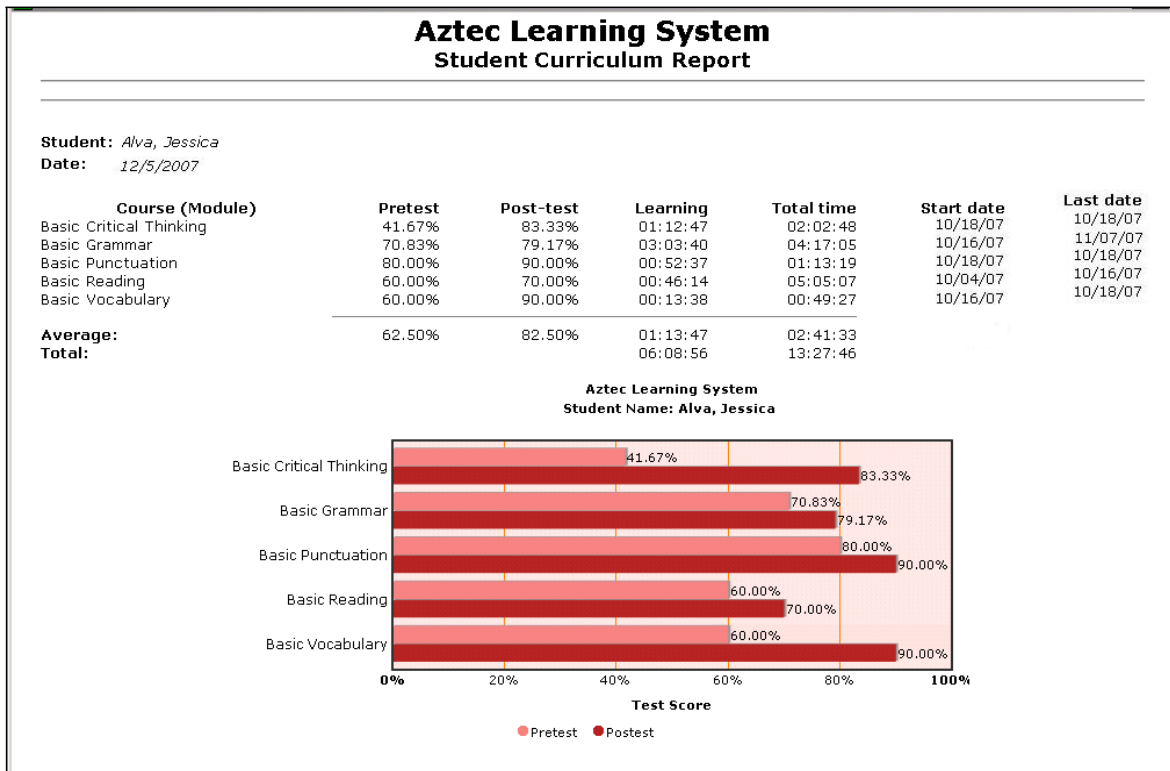 Aztec Learning System
Student Curriculum Report
Student: Alva, Jessica
Date: 12/5/2007
Course (Module) Pretest Post-test Learning Total time Start date Last date
Basic Critical Thinking 41.67% 83.33% 01:12:47 02:02:48 10/18/07 10/18/07
Basic Grammar 70.83% 79.17% 03:03:40 04:17:05 10/16/07 11/07/07
Basic Punctuation 80.00% 90.00% 00:52:37 01:13:19 10/18/07 10/18/07
Basic Reading 60.00% 70.00% 00:46:14 05:05:07 10/04/07 10/16/07
Basic Vocabulary 60.00% 90.00% 00:13:38 00:49:27 10/16/07 10/18/07
Average: 62.50% 82.50% 01:13:47 02:41:33
Total: 06:08:56 13:27:46
Aztec Learning System
Student Name: Alva, Jessica
Basic Critical Thinking 41.67% 83.33%
Basic Grammar 70.83% 79.17%
Basic Punctuation 80.00% 90.00%
Basic Reading 60.00% 70.00%
Basic Vocabulary 60.00% 90.00%
0% 20% 40% 60% 80% 100%
Test Score
Pretest Postest